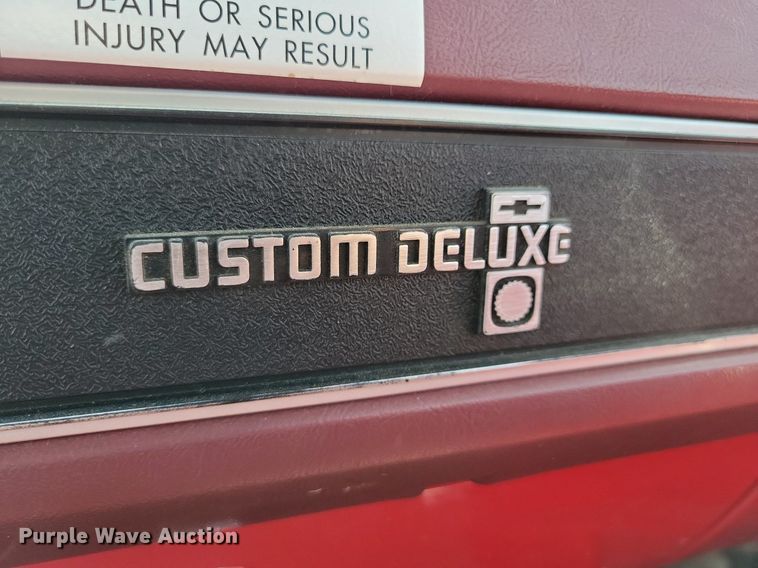 DEATH OR SERIOUS
INJURY MAY RESULT
CUSTOM DELUXE
Purple Wave Auction